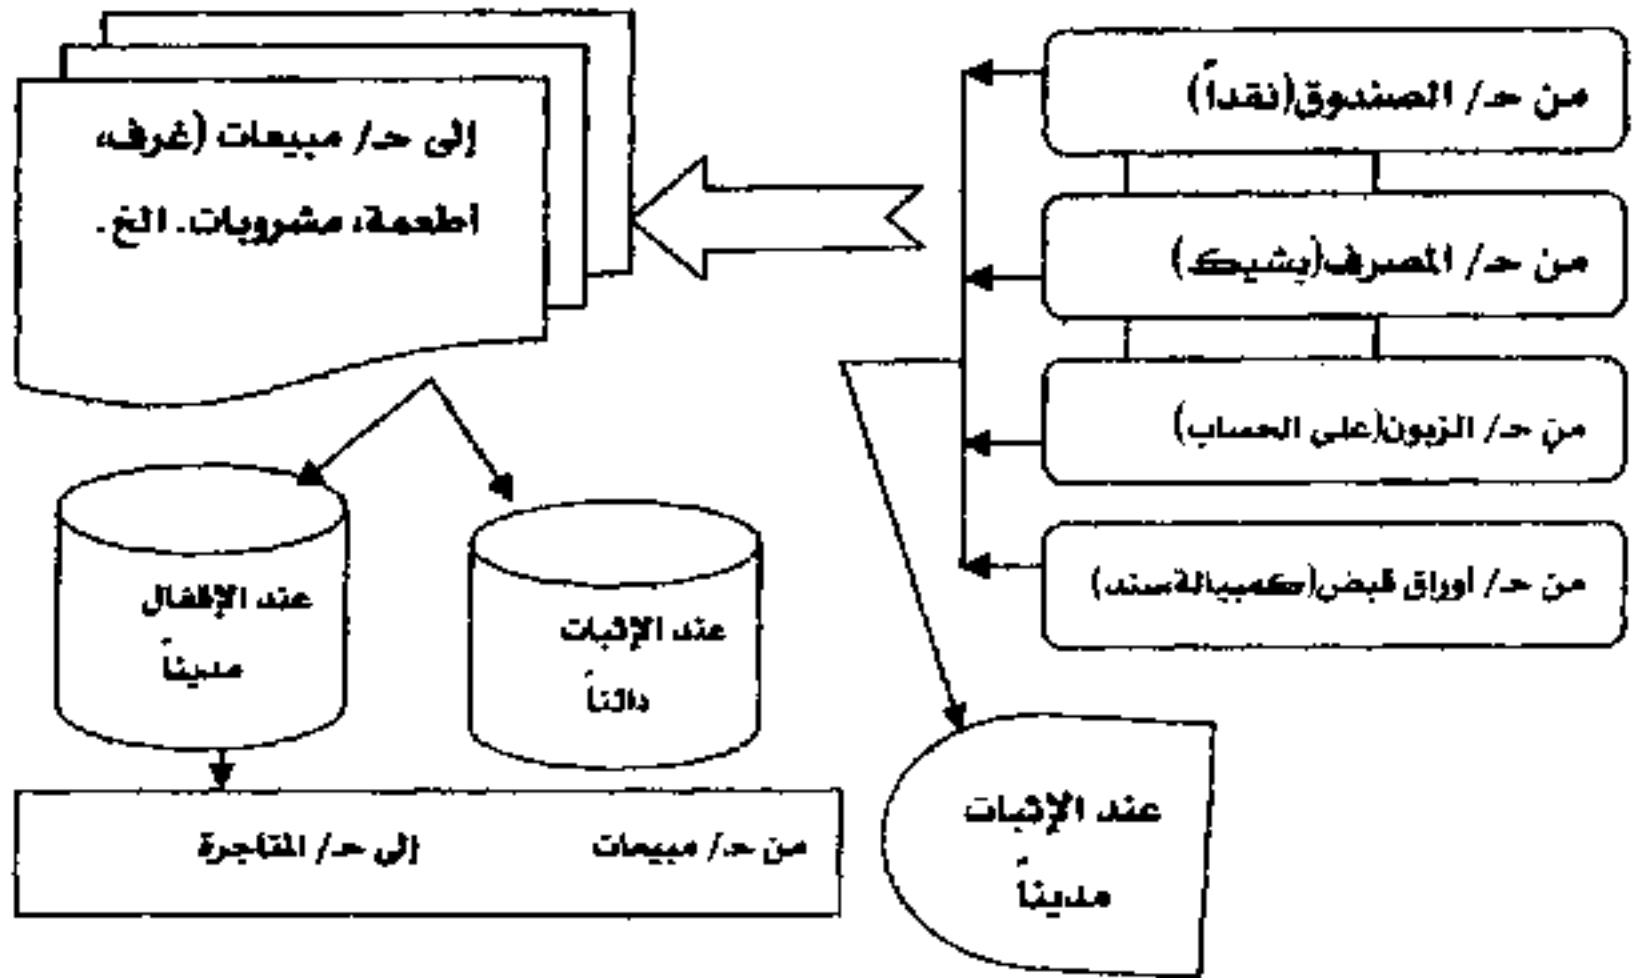 من حـ/ الصندوق(نقداً)
من حـ/ المصرف(بشيك)
من حـ/ الزبون(على الحساب)
من حـ/ اوراق قبض(كمبيالة،سند)
إلى حـ/ مبيعات (غرف،
اطعمة، مشروبات. الخ.
عند الإثبات
دائناً
عند الإقفال
مديناً
من حـ/ مبيعات إلى حـ/ المتاجرة
عند الإثبات
مديناً